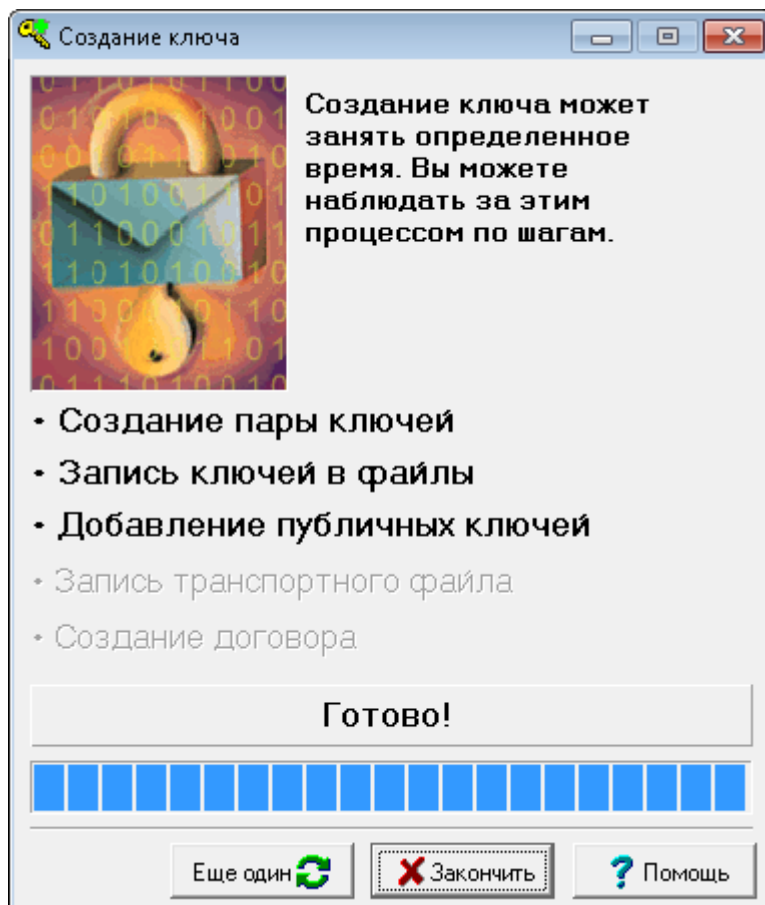 Создание ключа
Создание ключа может
занять определенное
время. Вы можете
наблюдать за этим
процессом по шагам.
• Создание пары ключей
• Запись ключей в файлы
• Добавление публичных ключей
• Запись транспортного файла
• Создание договора
Готово!
Еще один
Закончить
Помощь